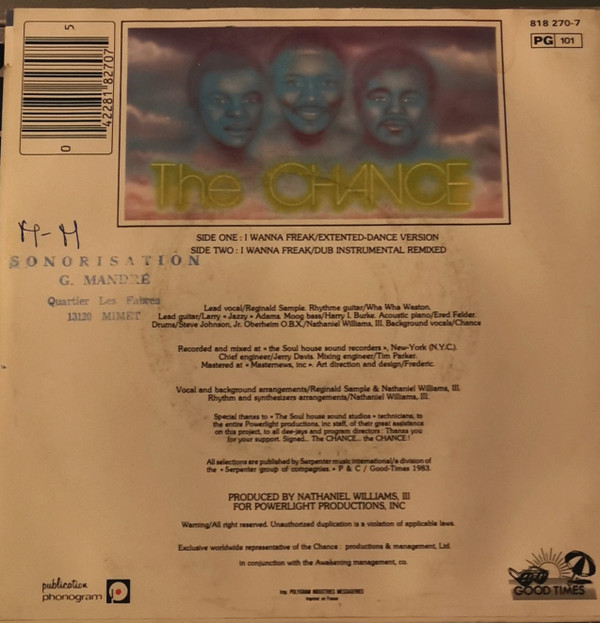 818 270-7
PG 101
5
42281 82707
0
The CHANCE
SIDE ONE : I WANNA FREAK/EXTENTED-DANCE VERSION
SIDE TWO : I WANNA FREAK/DUB INSTRUMENTAL REMIXED
M-M
SONORISATION
G. MANDRÉ
Quartier Les Fabres
13120 MIMET
Lead vocal/Reginald Sample. Rhythme guitar/Wha Wha Weston.
Lead guitar/Larry « Jazzy » Adams. Moog bass/Harry I. Burke. Acoustic piano/Ered Felder.
Drums/Steve Johnson, Jr. Oberheim O.B.X./Nathaniel Williams, III. Background vocals/Chance
Recorded and mixed at « the Soul house sound recorders », New-York (N.Y.C.).
Chief engineer/Jerry Davis. Mixing engineer/Tim Parker.
Mastered at « Masternews, inc ». Art direction and design/Frederic.
Vocal and background arrangements/Reginald Sample & Nathaniel Williams, III.
Rhythm and synthesizers arrangements/Nathaniel Williams, III.
Special thanks to « The Soul house sound studios » technicians, to
the entire Powerlight productions, inc staff, of their great assistance
on this project, to all dee-jays and program directors : Thanks you
for your support. Signed... The CHANCE... the CHANCE !
All selections are published by Serpenter music international/a division of
the « Serpenter group of compagnies. » P & C / Good-Times 1983.
PRODUCED BY NATHANIEL WILLIAMS, III
FOR POWERLIGHT PRODUCTIONS, INC
Warning/All right reserved. Unauthorized duplication is a violation of applicable laws.
Exclusive worldwide representative of the Chance : productions & management, Ltd.
in conjunction with the Awakening management, co.
publication
phonogram
Imp. POLYGRAM INDUSTRIES MESSAGERIES
Imprimé en France
GOOD TIMES